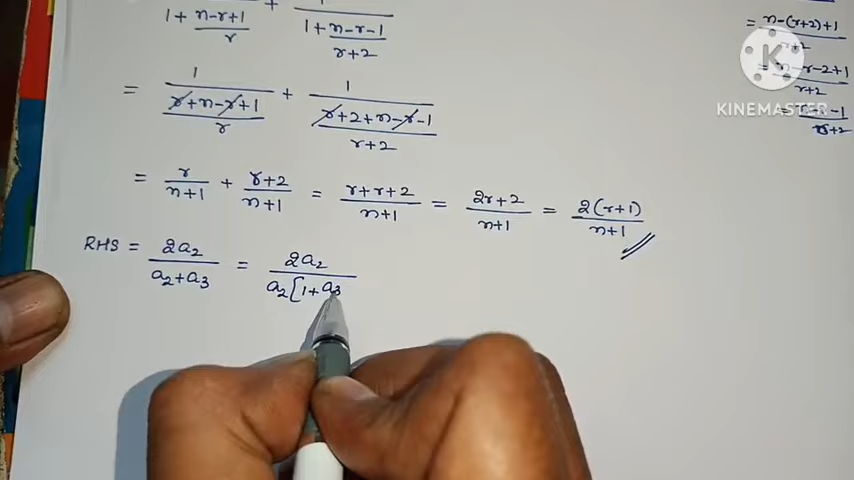 1/(1+(n-r+1)/r) + 1/(1+(n-r-1)/(r+2))
= 1/((r+n-r+1)/r) + 1/((r+2+n-r-1)/(r+2))
= r/(n+1) + (r+2)/(n+1) = (r+r+2)/(n+1) = (2r+2)/(n+1) = 2(r+1)/(n+1)
RHS = 2a₂/(a₂+a₃) = 2a₂/(a₂[1+a₃
= (n-(r+2)+1)/(r+2)
= (n-r-2+1)/(r+2)
KINEMASTER